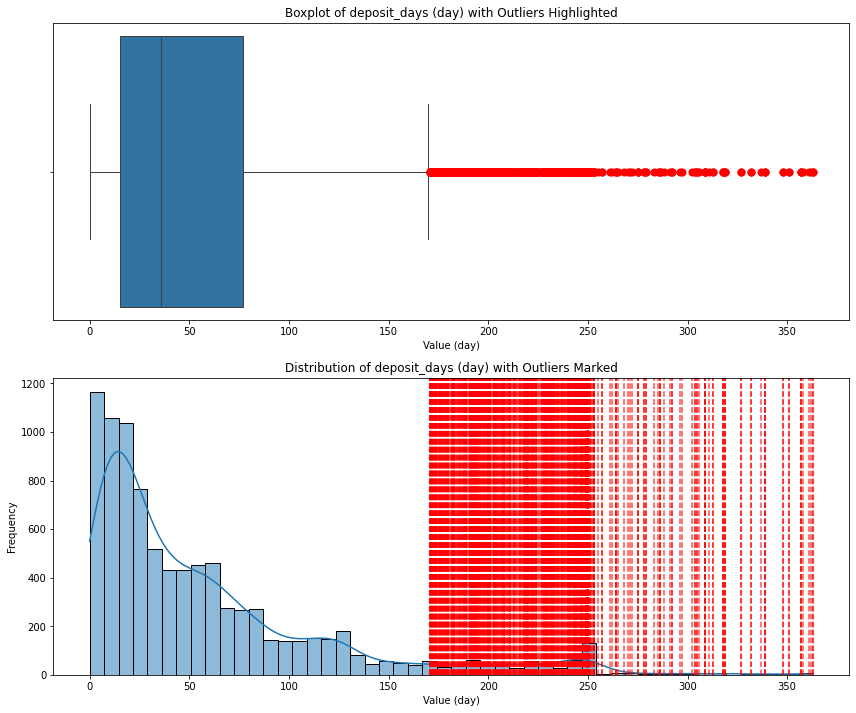 Boxplot of deposit_days (day) with Outliers Highlighted
0 50 100 150 200 250 300 350
Value (day)
Distribution of deposit_days (day) with Outliers Marked
1200
1000
800
600
400
200
0
Frequency
0 50 100 150 200 250 300 350
Value (day)